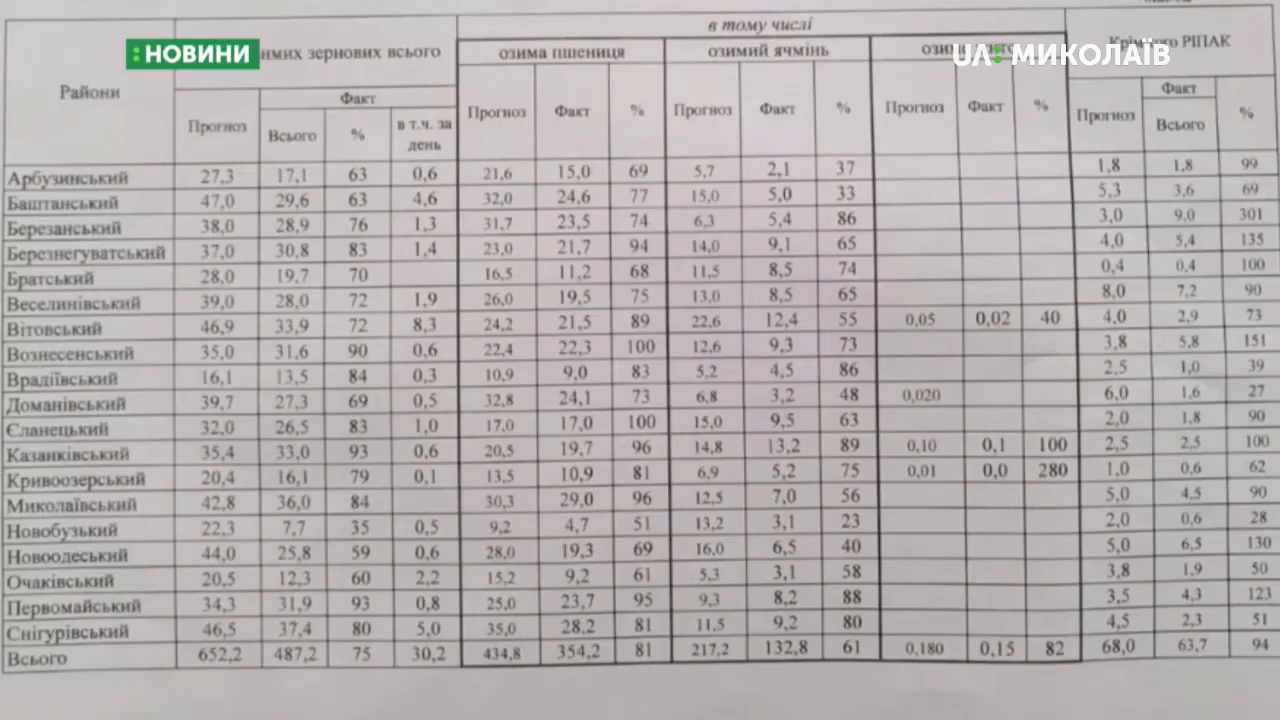 НОВИНИ
UA: МИКОЛАЇВ
в тому числі
Райони зернових всього озима пшениця озимий ячмінь РІПАК
Прогноз Факт Прогноз Факт % Прогноз Факт % Прогноз Факт % Прогноз Факт %
Всього % в т.ч. за день Всього
Арбузинський 27,3 17,1 63 0,6 21,6 15,0 69 5,7 2,1 37 1,8 1,8 99
Баштанський 47,0 29,6 63 4,6 32,0 24,6 77 15,0 5,0 33 5,3 3,6 69
Березанський 38,0 28,9 76 1,3 31,7 23,5 74 6,3 5,4 86 3,0 9,0 301
Березнегуватський 37,0 30,8 83 1,4 23,0 21,7 94 14,0 9,1 65 4,0 5,4 135
Братський 28,0 19,7 70 16,5 11,2 68 11,5 8,5 74 0,4 0,4 100
Веселинівський 39,0 28,0 72 1,9 26,0 19,5 75 13,0 8,5 65 8,0 7,2 90
Вітовський 46,9 33,9 72 8,3 24,2 21,5 89 22,6 12,4 55 0,05 0,02 40 4,0 2,9 73
Вознесенський 35,0 31,6 90 0,6 22,4 22,3 100 12,6 9,3 73 3,8 5,8 151
Врадіївський 16,1 13,5 84 0,3 10,9 9,0 83 5,2 4,5 86 2,5 1,0 39
Доманівський 39,7 27,3 69 0,5 32,8 24,1 73 6,8 3,2 48 0,020 6,0 1,6 27
Єланецький 32,0 26,5 83 1,0 17,0 17,0 100 15,0 9,5 63 2,0 1,8 90
Казанківський 35,4 33,0 93 0,6 20,5 19,7 96 14,8 13,2 89 0,10 0,1 100 2,5 2,5 100
Кривоозерський 20,4 16,1 79 0,1 13,5 10,9 81 6,9 5,2 75 0,01 0,0 280 1,0 0,6 62
Миколаївський 42,8 36,0 84 30,3 29,0 96 12,5 7,0 56 5,0 4,5 90
Новобузький 22,3 7,7 35 0,5 9,2 4,7 51 13,2 3,1 23 2,0 0,6 28
Новоодеський 44,0 25,8 59 0,6 28,0 19,3 69 16,0 6,5 40 5,0 6,5 130
Очаківський 20,5 12,3 60 2,2 15,2 9,2 61 5,3 3,1 58 3,8 1,9 50
Первомайський 34,3 31,9 93 0,8 25,0 23,7 95 9,3 8,2 88 3,5 4,3 123
Снігурівський 46,5 37,4 80 5,0 35,0 28,2 81 11,5 9,2 80 4,5 2,3 51
Всього 652,2 487,2 75 30,2 434,8 354,2 81 217,2 132,8 61 0,180 0,15 82 68,0 63,7 94